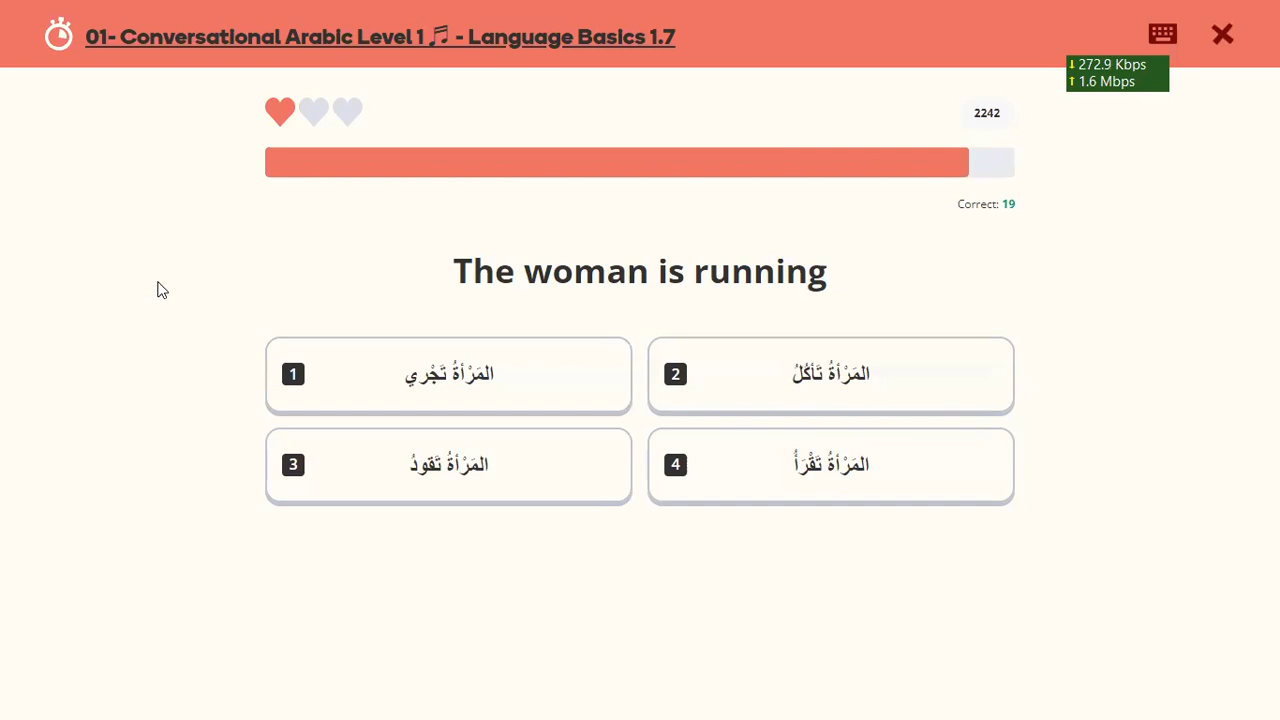 01- Conversational Arabic Level 1 🎵 - Language Basics 1.7
↓ 272.9 Kbps
↑ 1.6 Mbps
2242
Correct: 19
The woman is running
1 المَرْأةُ تَجْري
2 المَرْأةُ تَأكُلُ
3 المَرْأةُ تَقودُ
4 المَرْأةُ تَقْرَأُ